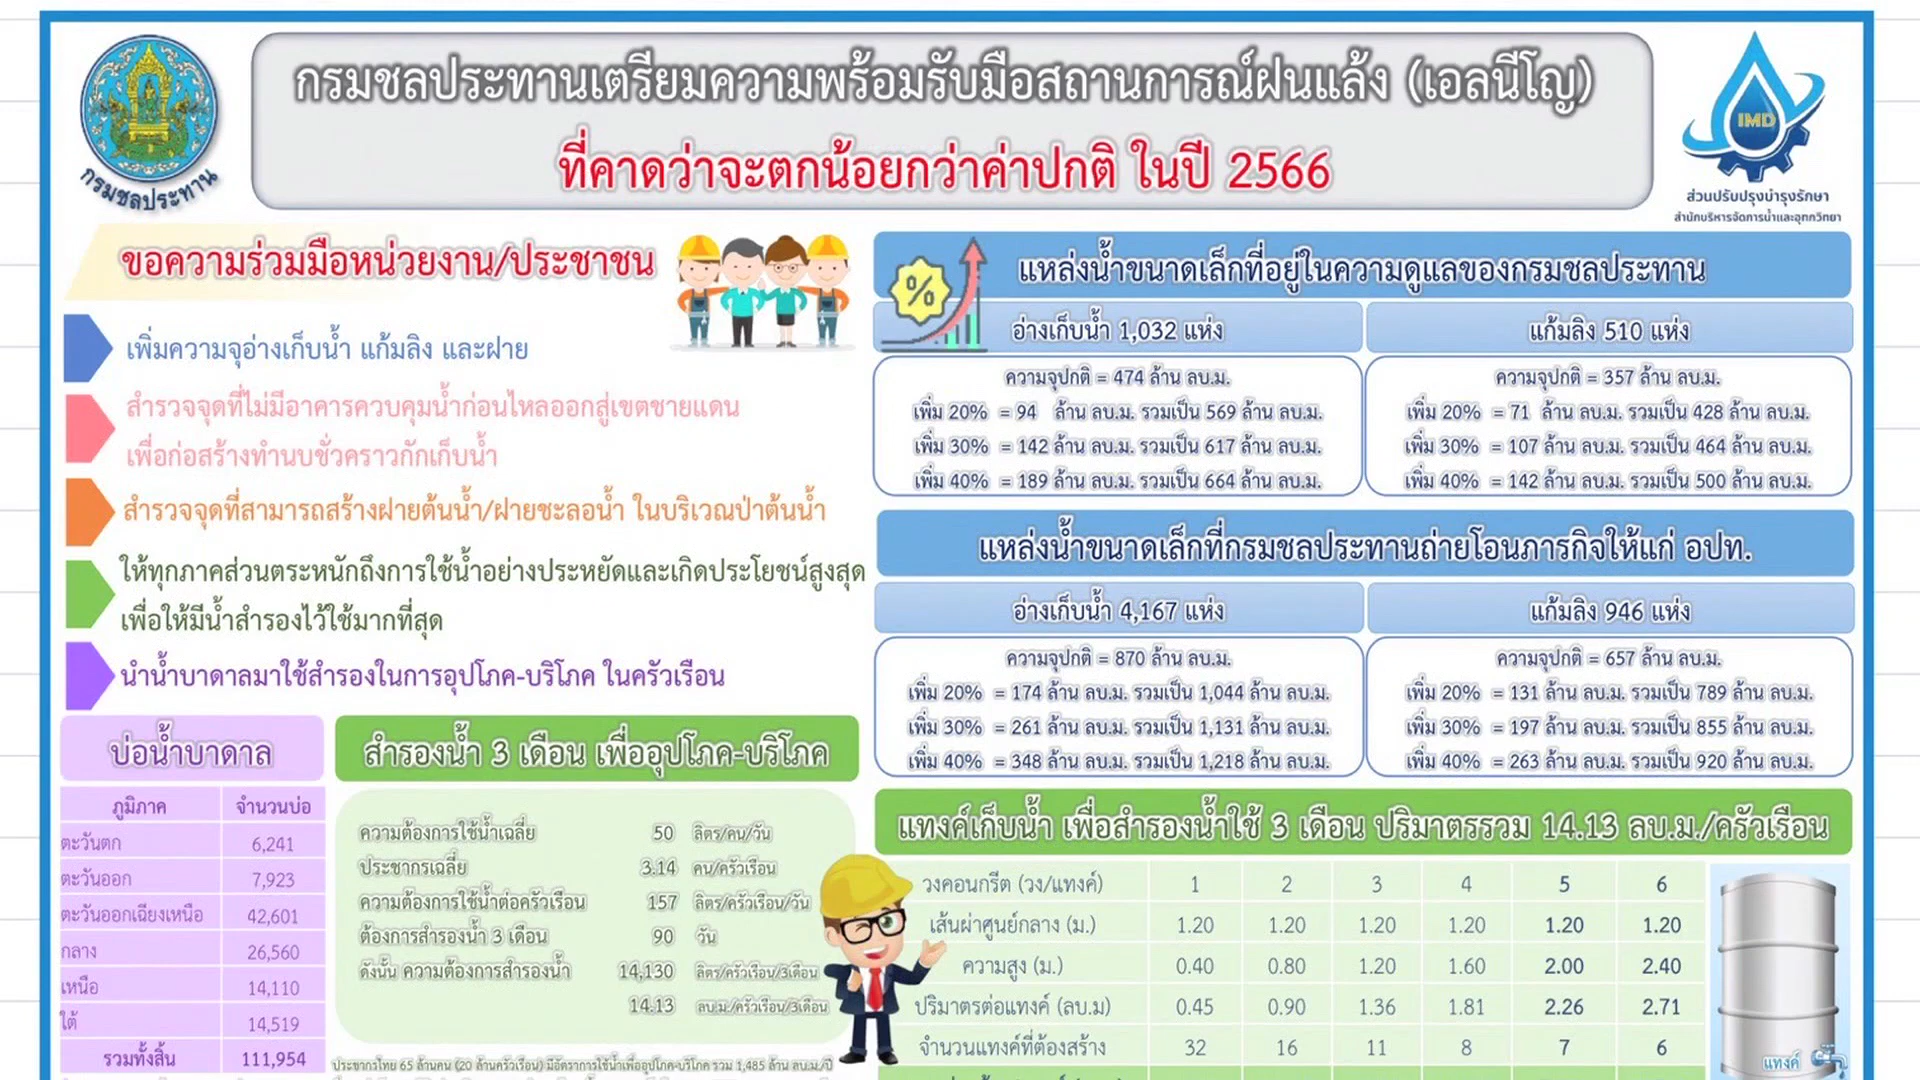 กรมชลประทานเตรียมความพร้อมรับมือสถานการณ์ฝนแล้ง (เอลนีโญ)
ที่คาดว่าจะตกน้อยกว่าค่าปกติ ในปี 2566
กรมชลประทาน
IMD
ส่วนปรับปรุงบำรุงรักษา
สำนักบริหารจัดการน้ำและอุทกวิทยา
ขอความร่วมมือหน่วยงาน/ประชาชน
เพิ่มความจุอ่างเก็บน้ำ แก้มลิง และฝาย
สำรวจจุดที่ไม่มีอาคารควบคุมน้ำก่อนไหลออกสู่เขตชายแดน
เพื่อก่อสร้างทำนบชั่วคราวกักเก็บน้ำ
สำรวจจุดที่สามารถสร้างฝายต้นน้ำ/ฝายชะลอน้ำ ในบริเวณป่าต้นน้ำ
ให้ทุกภาคส่วนตระหนักถึงการใช้น้ำอย่างประหยัดและเกิดประโยชน์สูงสุด
เพื่อให้มีน้ำสำรองไว้ใช้มากที่สุด
นำน้ำบาดาลมาใช้สำรองในการอุปโภค-บริโภค ในครัวเรือน
%
แหล่งน้ำขนาดเล็กที่อยู่ในความดูแลของกรมชลประทาน
อ่างเก็บน้ำ 1,032 แห่ง
ความจุปกติ = 474 ล้าน ลบ.ม.
เพิ่ม 20% = 94 ล้าน ลบ.ม. รวมเป็น 569 ล้าน ลบ.ม.
เพิ่ม 30% = 142 ล้าน ลบ.ม. รวมเป็น 617 ล้าน ลบ.ม.
เพิ่ม 40% = 189 ล้าน ลบ.ม. รวมเป็น 664 ล้าน ลบ.ม.
แก้มลิง 510 แห่ง
ความจุปกติ = 357 ล้าน ลบ.ม.
เพิ่ม 20% = 71 ล้าน ลบ.ม. รวมเป็น 428 ล้าน ลบ.ม.
เพิ่ม 30% = 107 ล้าน ลบ.ม. รวมเป็น 464 ล้าน ลบ.ม.
เพิ่ม 40% = 142 ล้าน ลบ.ม. รวมเป็น 500 ล้าน ลบ.ม.
แหล่งน้ำขนาดเล็กที่กรมชลประทานถ่ายโอนภารกิจให้แก่ อปท.
อ่างเก็บน้ำ 4,167 แห่ง
ความจุปกติ = 870 ล้าน ลบ.ม.
เพิ่ม 20% = 174 ล้าน ลบ.ม. รวมเป็น 1,044 ล้าน ลบ.ม.
เพิ่ม 30% = 261 ล้าน ลบ.ม. รวมเป็น 1,131 ล้าน ลบ.ม.
เพิ่ม 40% = 348 ล้าน ลบ.ม. รวมเป็น 1,218 ล้าน ลบ.ม.
แก้มลิง 946 แห่ง
ความจุปกติ = 657 ล้าน ลบ.ม.
เพิ่ม 20% = 131 ล้าน ลบ.ม. รวมเป็น 789 ล้าน ลบ.ม.
เพิ่ม 30% = 197 ล้าน ลบ.ม. รวมเป็น 855 ล้าน ลบ.ม.
เพิ่ม 40% = 263 ล้าน ลบ.ม. รวมเป็น 920 ล้าน ลบ.ม.
บ่อน้ำบาดาล
ภูมิภาค จำนวนบ่อ
ตะวันตก 6,241
ตะวันออก 7,923
ตะวันออกเฉียงเหนือ 42,601
กลาง 26,560
เหนือ 14,110
ใต้ 14,519
รวมทั้งสิ้น 111,954
สำรองน้ำ 3 เดือน เพื่ออุปโภค-บริโภค
ความต้องการใช้น้ำเฉลี่ย 50 ลิตร/คน/วัน
ประชากรเฉลี่ย 3.14 คน/ครัวเรือน
ความต้องการใช้น้ำต่อครัวเรือน 157 ลิตร/ครัวเรือน/วัน
ต้องการสำรองน้ำ 3 เดือน 90 วัน
ดังนั้น ความต้องการสำรองน้ำ 14,130 ลิตร/ครัวเรือน/3เดือน
14.13 ลบ.ม./ครัวเรือน/3เดือน
ประชากรไทย 65 ล้านคน (20 ล้านครัวเรือน) มีอัตราการใช้น้ำเพื่ออุปโภค-บริโภค รวม 1,485 ล้าน ลบ.ม./ปี
แทงค์เก็บน้ำ เพื่อสำรองน้ำใช้ 3 เดือน ปริมาตรรวม 14.13 ลบ.ม./ครัวเรือน
วงคอนกรีต (วง/แทงค์) 1 2 3 4 5 6
เส้นผ่าศูนย์กลาง (ม.) 1.20 1.20 1.20 1.20 1.20 1.20
ความสูง (ม.) 0.40 0.80 1.20 1.60 2.00 2.40
ปริมาตรต่อแทงค์ (ลบ.ม) 0.45 0.90 1.36 1.81 2.26 2.71
จำนวนแทงค์ที่ต้องสร้าง 32 16 11 8 7 6
แทงค์